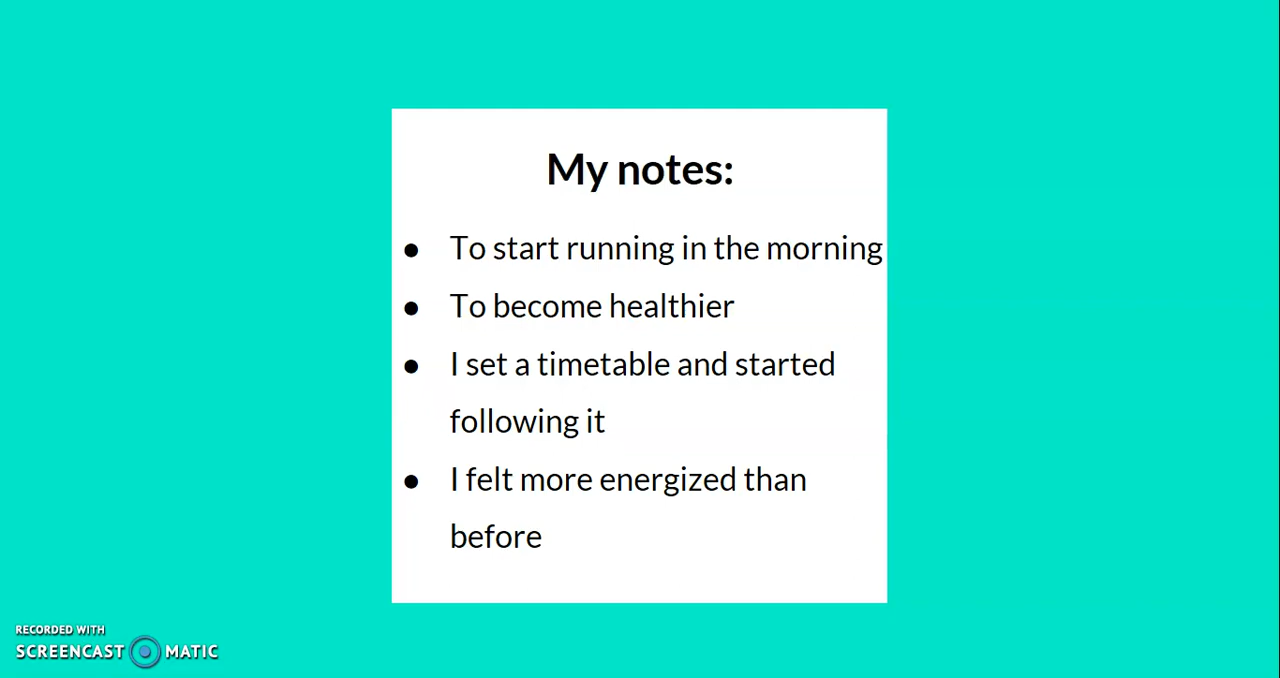 My notes:
● To start running in the morning
● To become healthier
● I set a timetable and started
following it
● I felt more energized than
before
RECORDED WITH
SCREENCAST MATIC